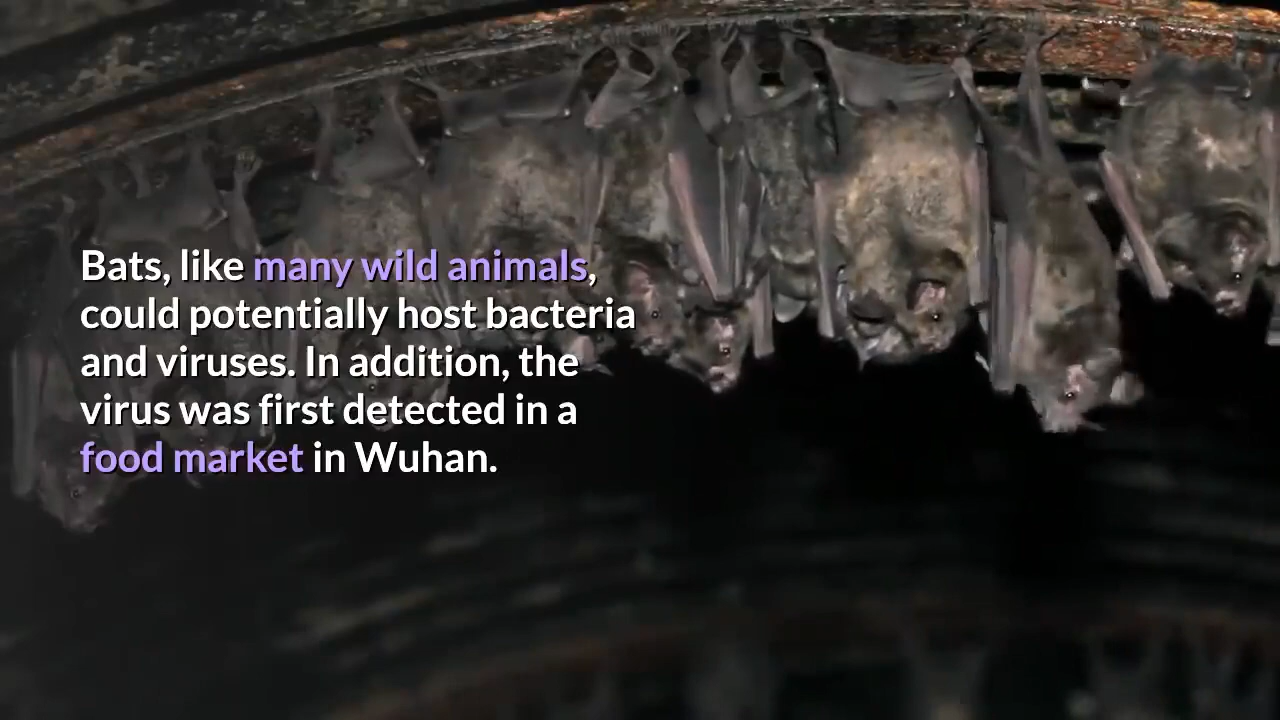 Bats, like many wild animals,
could potentially host bacteria
and viruses. In addition, the
virus was first detected in a
food market in Wuhan.